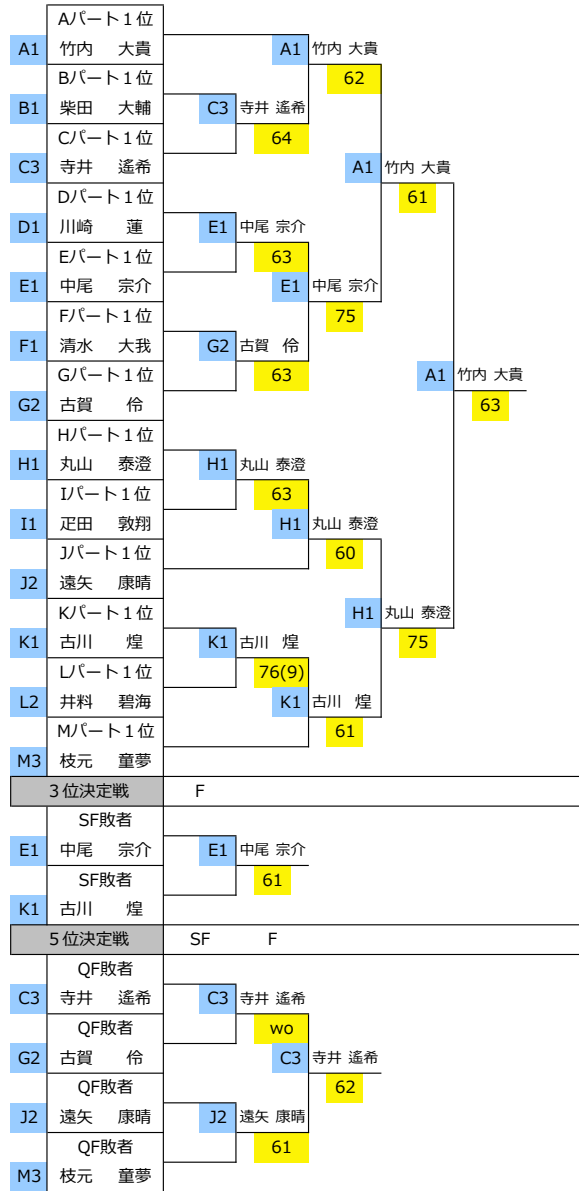 Aパート１位
A1 竹内 大貴 A1 竹内 大貴
Bパート１位 62
B1 柴田 大輔 C3 寺井 遙希
Cパート１位 64
C3 寺井 遙希 A1 竹内 大貴
Dパート１位 61
D1 川崎 蓮 E1 中尾 宗介
Eパート１位 63
E1 中尾 宗介 E1 中尾 宗介
Fパート１位 75
F1 清水 大我 G2 古賀 伶
Gパート１位 63 A1 竹内 大貴
G2 古賀 伶 63
Hパート１位
H1 丸山 泰澄 H1 丸山 泰澄
Iパート１位 63
I1 疋田 敦翔 H1 丸山 泰澄
Jパート１位 60
J2 遠矢 康晴
Kパート１位 H1 丸山 泰澄
K1 古川 煌 K1 古川 煌 75
Lパート１位 76(9)
L2 井料 碧海 K1 古川 煌
Mパート１位 61
M3 枝元 童夢
３位決定戦 F
SF敗者
E1 中尾 宗介 E1 中尾 宗介
SF敗者 61
K1 古川 煌
５位決定戦 SF F
QF敗者
C3 寺井 遙希 C3 寺井 遙希
QF敗者 wo
G2 古賀 伶 C3 寺井 遙希
QF敗者 62
J2 遠矢 康晴 J2 遠矢 康晴
QF敗者 61
M3 枝元 童夢